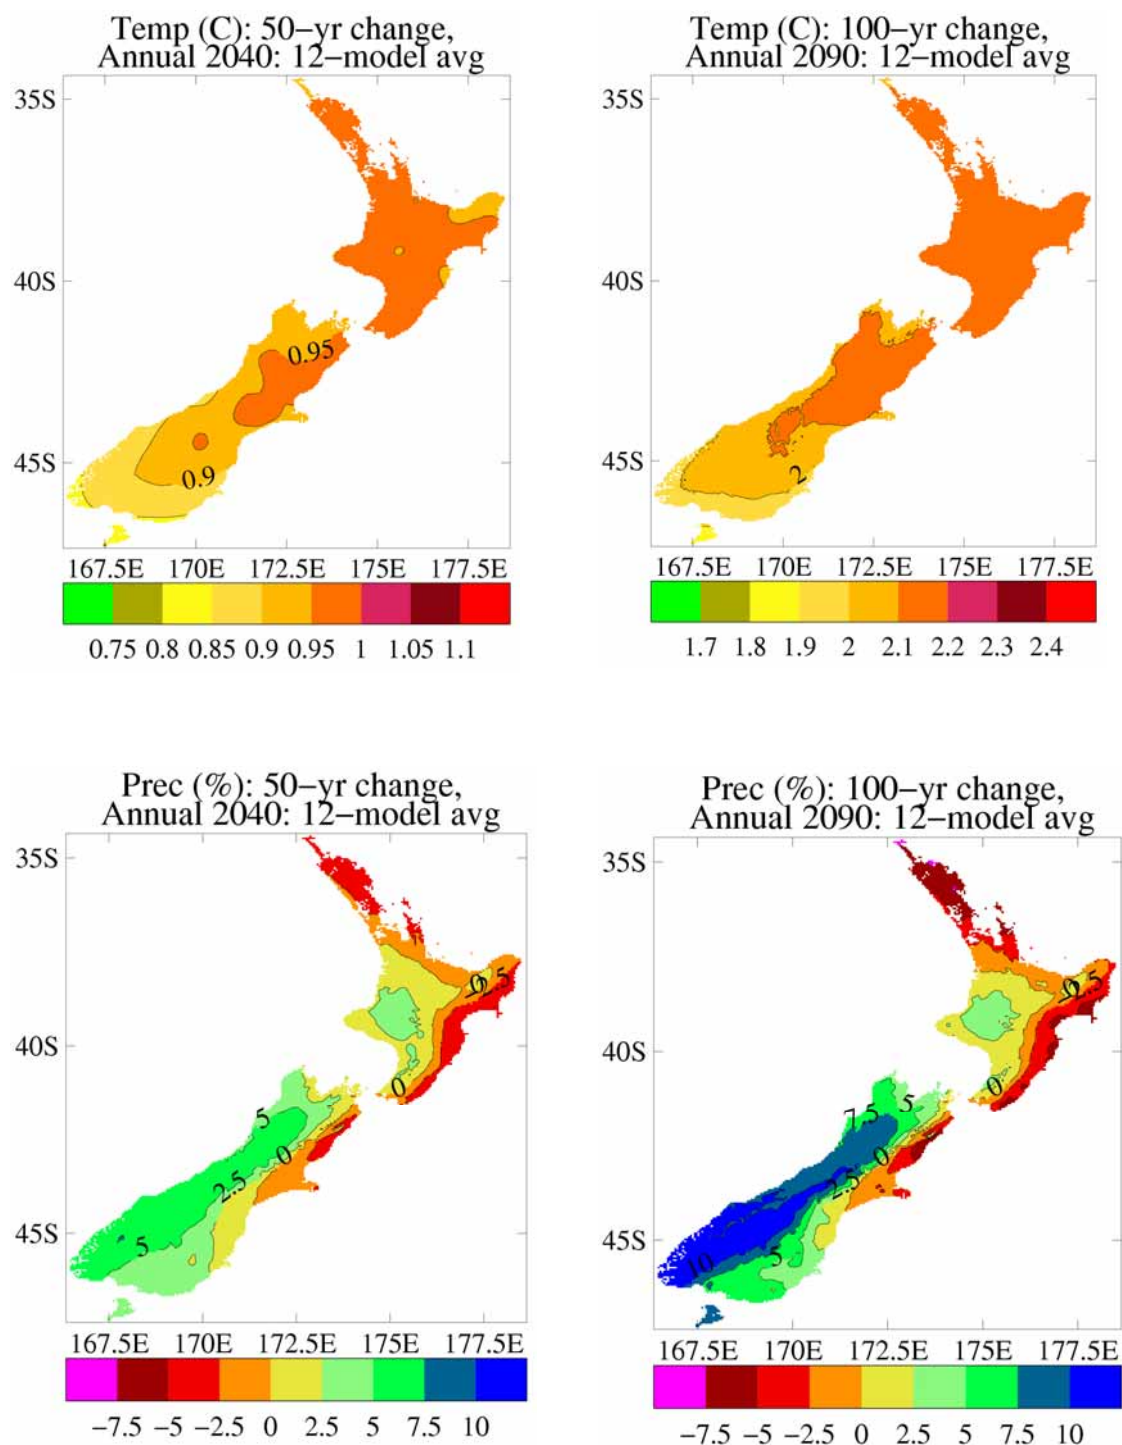 Temp (C): 50−yr change,
Annual 2040: 12−model avg
35S
40S
45S
0.95
0.9
167.5E 170E 172.5E 175E 177.5E
0.75 0.8 0.85 0.9 0.95 1 1.05 1.1
Temp (C): 100−yr change,
Annual 2090: 12−model avg
35S
40S
45S
2
167.5E 170E 172.5E 175E 177.5E
1.7 1.8 1.9 2 2.1 2.2 2.3 2.4
Prec (%): 50−yr change,
Annual 2040: 12−model avg
35S
40S
45S
0
−2.5
0
5
0
2.5
5
167.5E 170E 172.5E 175E 177.5E
−7.5 −5 −2.5 0 2.5 5 7.5 10
Prec (%): 100−yr change,
Annual 2090: 12−model avg
35S
40S
45S
0
−2.5
0
7.5
5
0
2.5
5
10
167.5E 170E 172.5E 175E 177.5E
−7.5 −5 −2.5 0 2.5 5 7.5 10